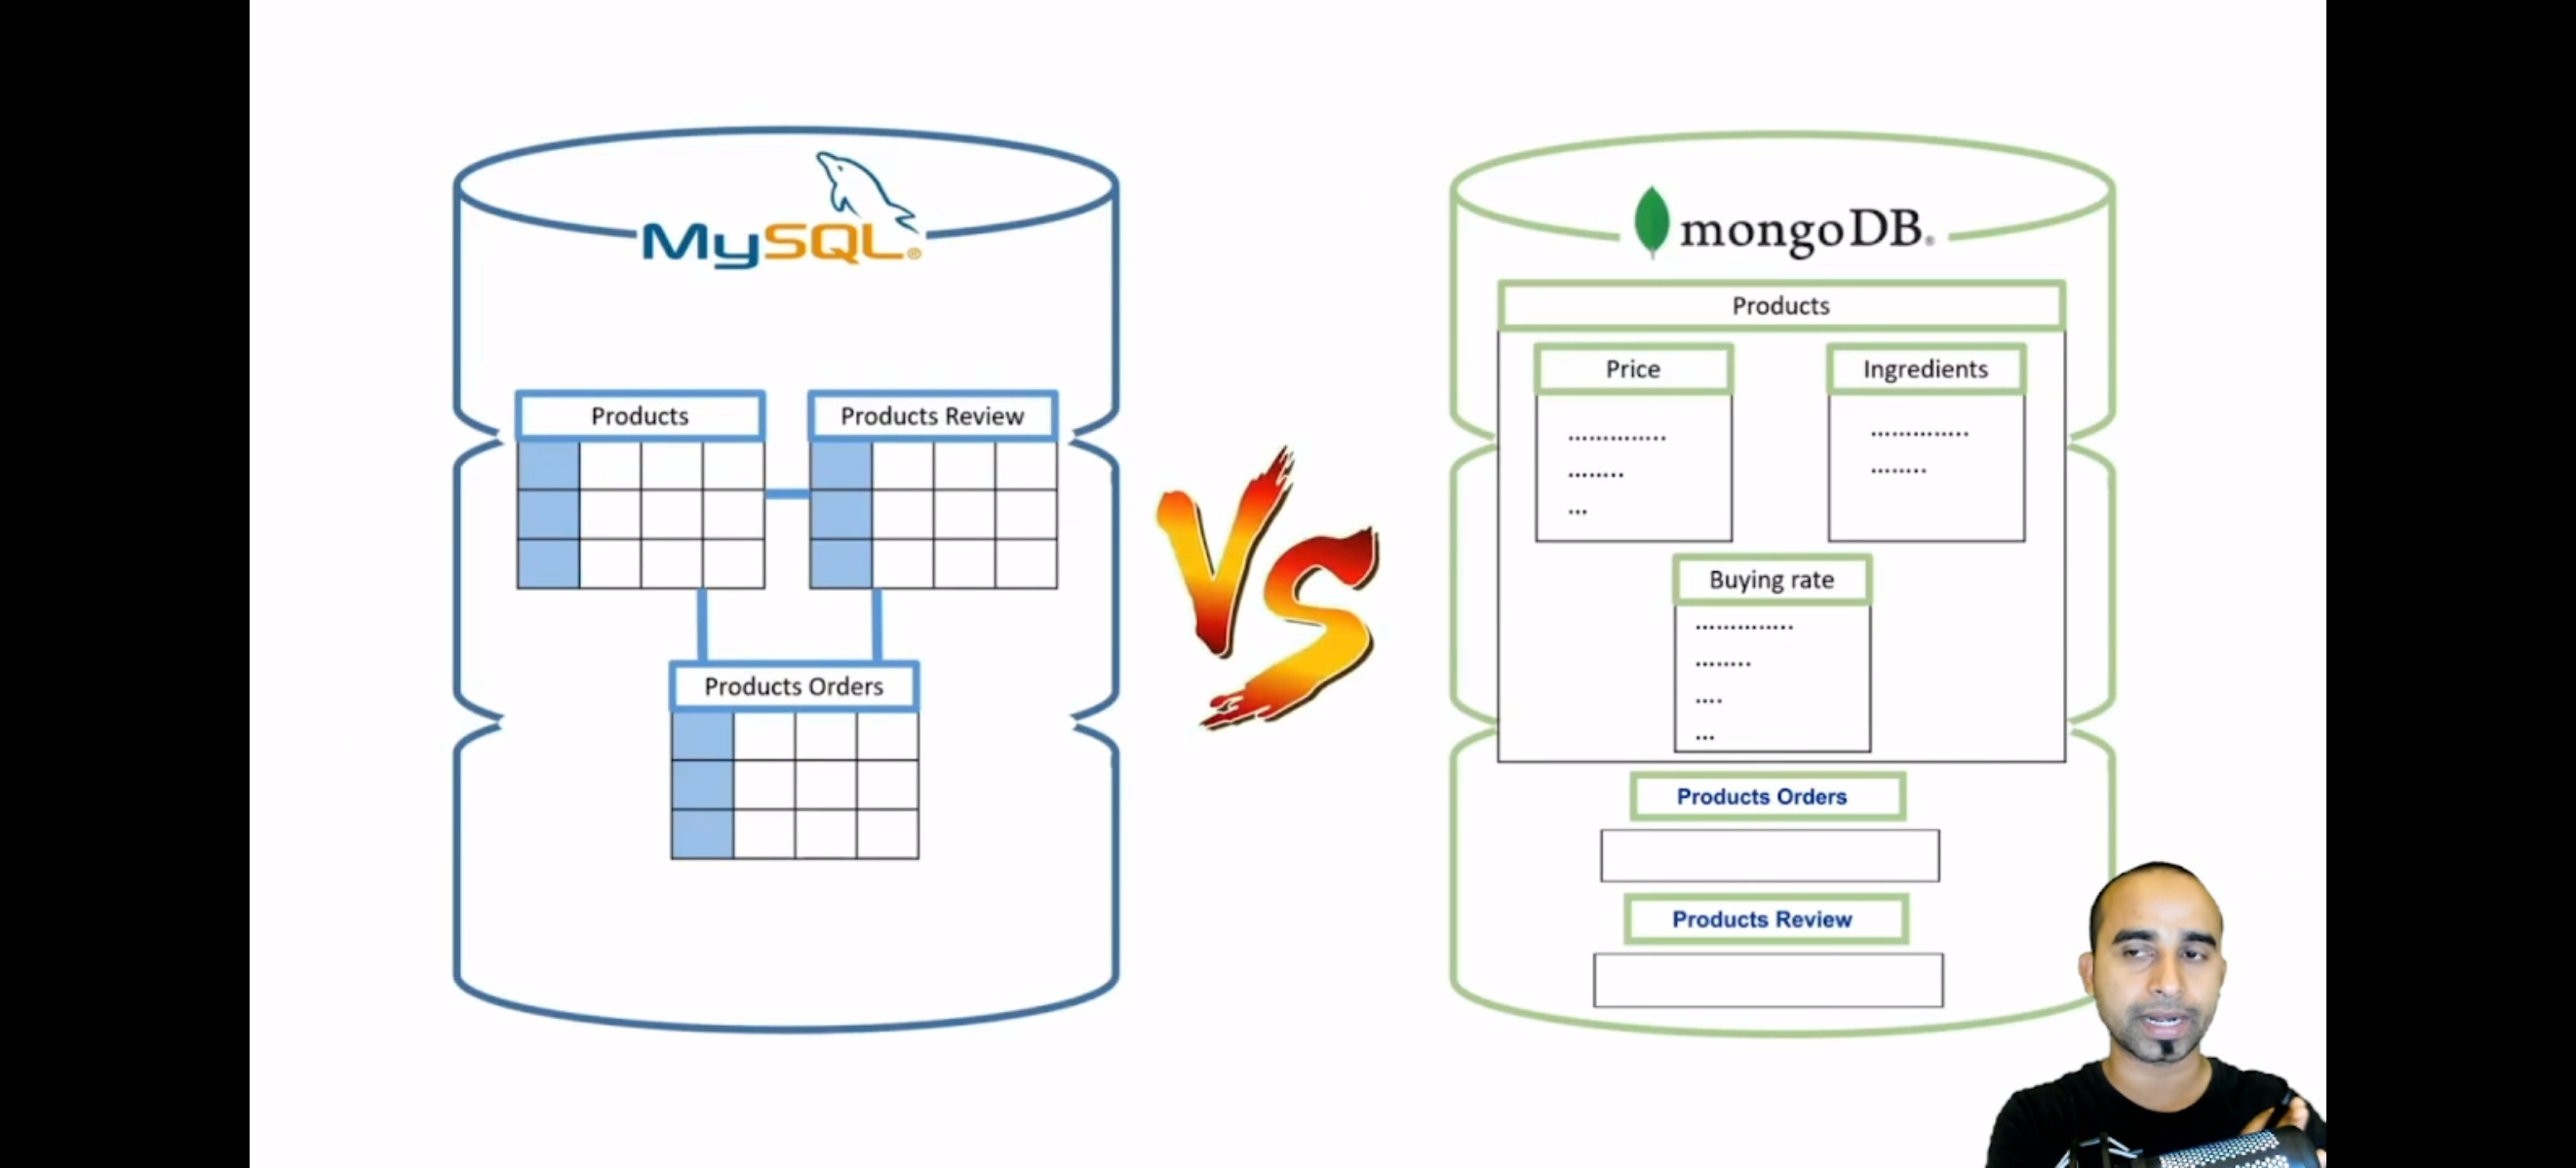 MySQL®
Products
Products Review
Products Orders
VS
mongoDB®
Products
Price
Ingredients
Buying rate
Products Orders
Products Review